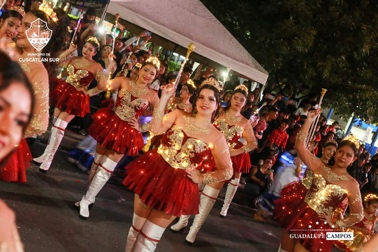 MUNICIPIO DE
CUSCATLÁN SUR
GUADALUPE CAMPOS